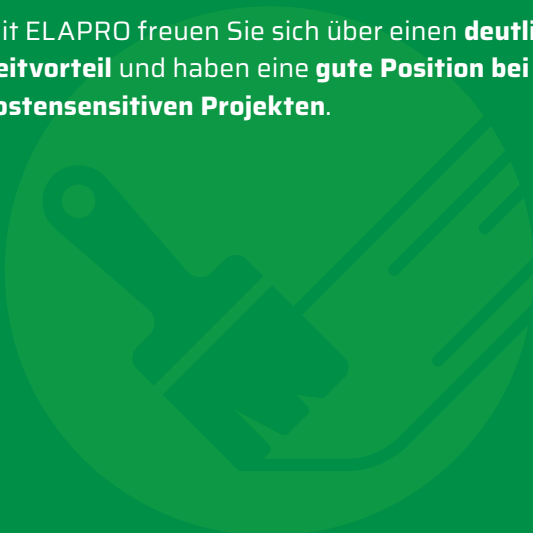 it ELAPRO freuen Sie sich über einen deutli
eitvorteil und haben eine gute Position bei
ostensensitiven Projekten.